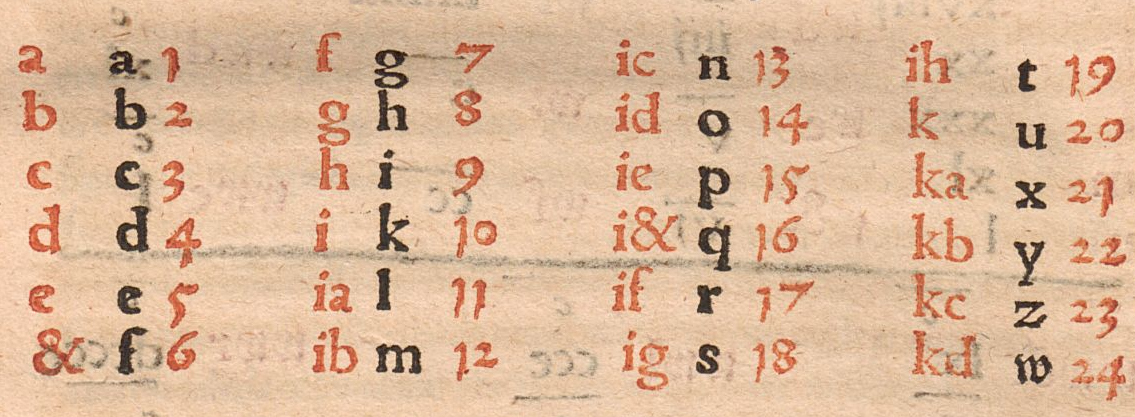 a a 1 f g 7 ic n 13 ih t 19
b b 2 g h 8 id o 14 k u 20
c c 3 h i 9 ie p 15 ka x 21
d d 4 i k 10 i& q 16 kb y 22
e e 5 ia l 11 if r 17 kc z 23
& f 6 ib m 12 ig s 18 kd w 24